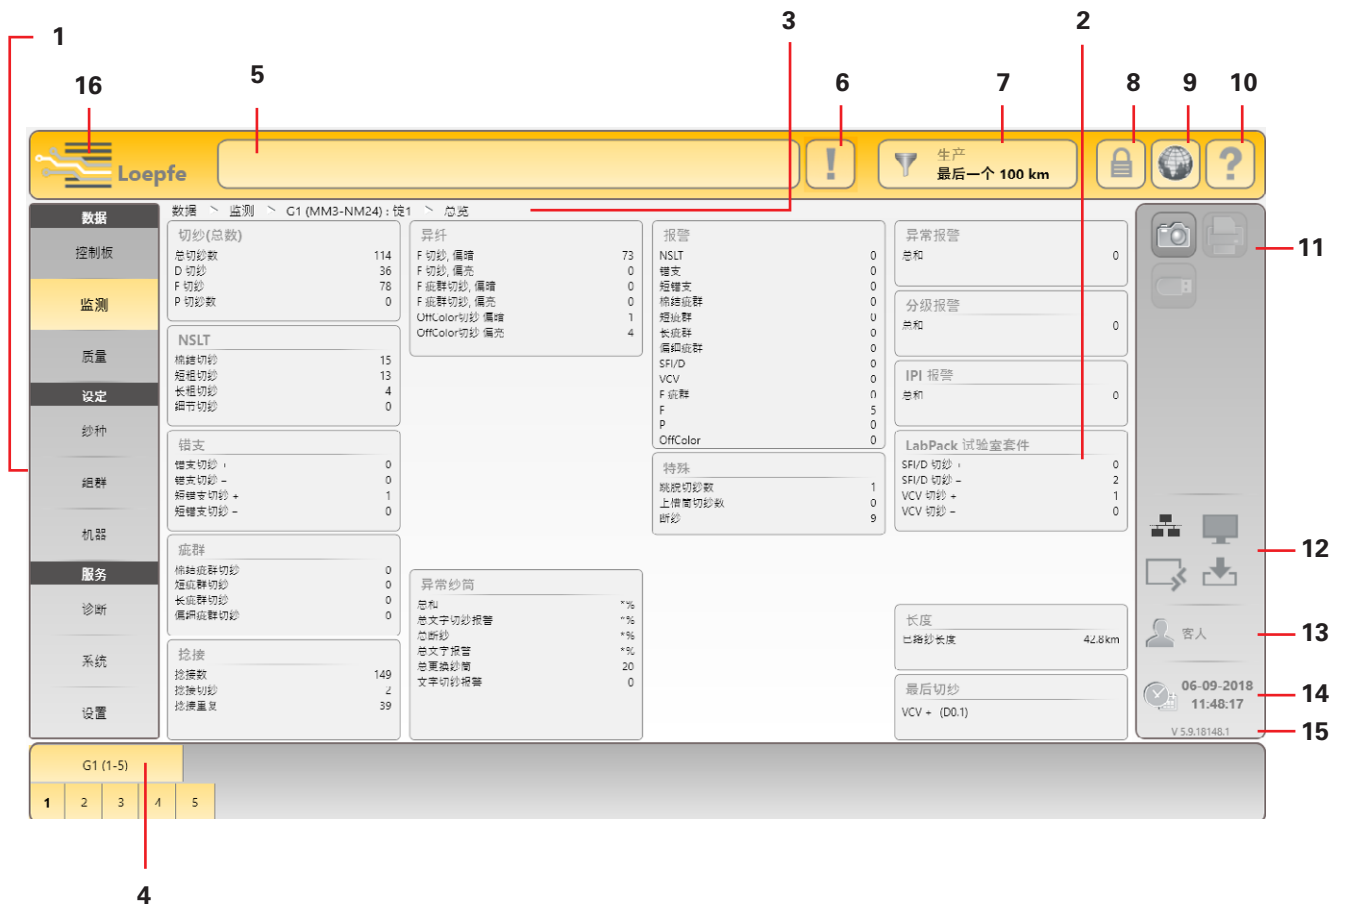 1
3
2
16
5
6
7
8
9
10
Loepfe
!
生产
最后一个 100 km
?
数据
控制板
监测
质量
设定
纱种
组群
机器
服务
诊断
系统
设置
数据 > 监测 > G1 (MM3-NM24) : 锭1 > 总览
切纱(总数)
总切纱数 114
D 切纱 36
F 切纱 78
P 切纱数 0
NSLT
棉结切纱 15
短粗切纱 13
长粗切纱 4
细节切纱 0
错支
错支切纱 + 0
错支切纱 – 0
短错支切纱 + 1
短错支切纱 – 0
疵群
棉结疵群切纱 0
短疵群切纱 0
长疵群切纱 0
偏细疵群切纱 0
捻接
捻接数 149
捻接切纱 2
捻接重复 39
异纤
F 切纱, 偏暗 73
F 切纱, 偏亮 0
F 疵群切纱, 偏暗 0
F 疵群切纱, 偏亮 0
OffColor切纱 偏暗 1
OffColor切纱 偏亮 4
异常纱筒
总和 *%
总文字切纱报警 *%
总断纱 *%
总文字报警 *%
总更换纱筒 20
文字切纱报警 0
报警
NSLT 0
错支 0
短错支 0
棉结疵群 0
短疵群 0
长疵群 0
偏细疵群 0
SFI/D 0
VCV 0
F 疵群 0
F 5
P 0
OffColor 0
特殊
跳脱切纱数 1
上借筒切纱数 0
断纱 9
异常报警
总和 0
分级报警
总和 0
IPI 报警
总和 0
LabPack 试验室套件
SFI/D 切纱 + 0
SFI/D 切纱 – 2
VCV 切纱 + 1
VCV 切纱 – 0
长度
已络纱长度 42.8km
最后切纱
VCV + (D0.1)
11
12
客人
13
06-09-2018
11:48:17
14
V 5.9.18148.1
15
G1 (1-5)
1 2 3 4 5
4